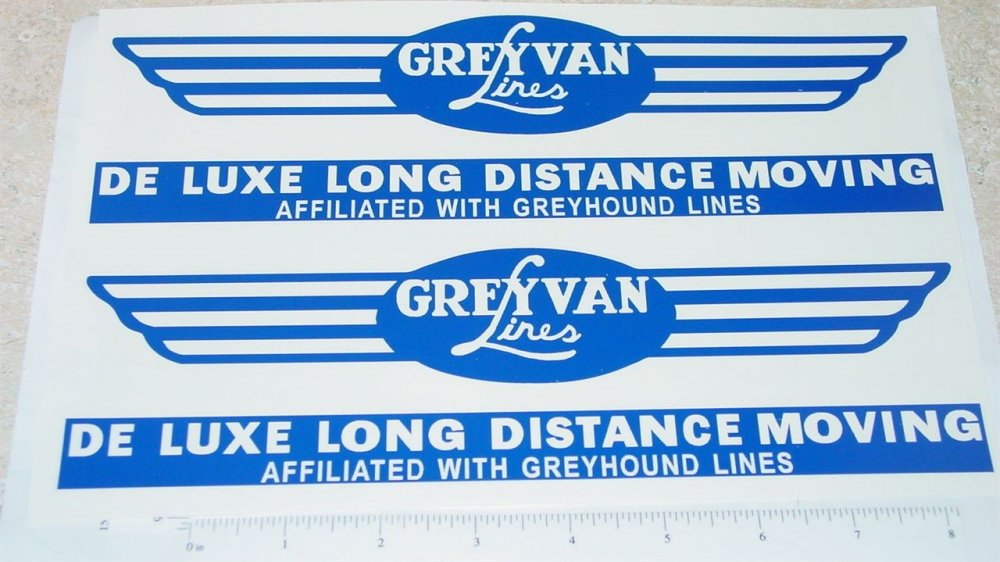 GREYVAN
Lines
DE LUXE LONG DISTANCE MOVING
AFFILIATED WITH GREYHOUND LINES
GREYVAN
Lines
DE LUXE LONG DISTANCE MOVING
AFFILIATED WITH GREYHOUND LINES
0 in 1 2 3 4 5 6 7 8